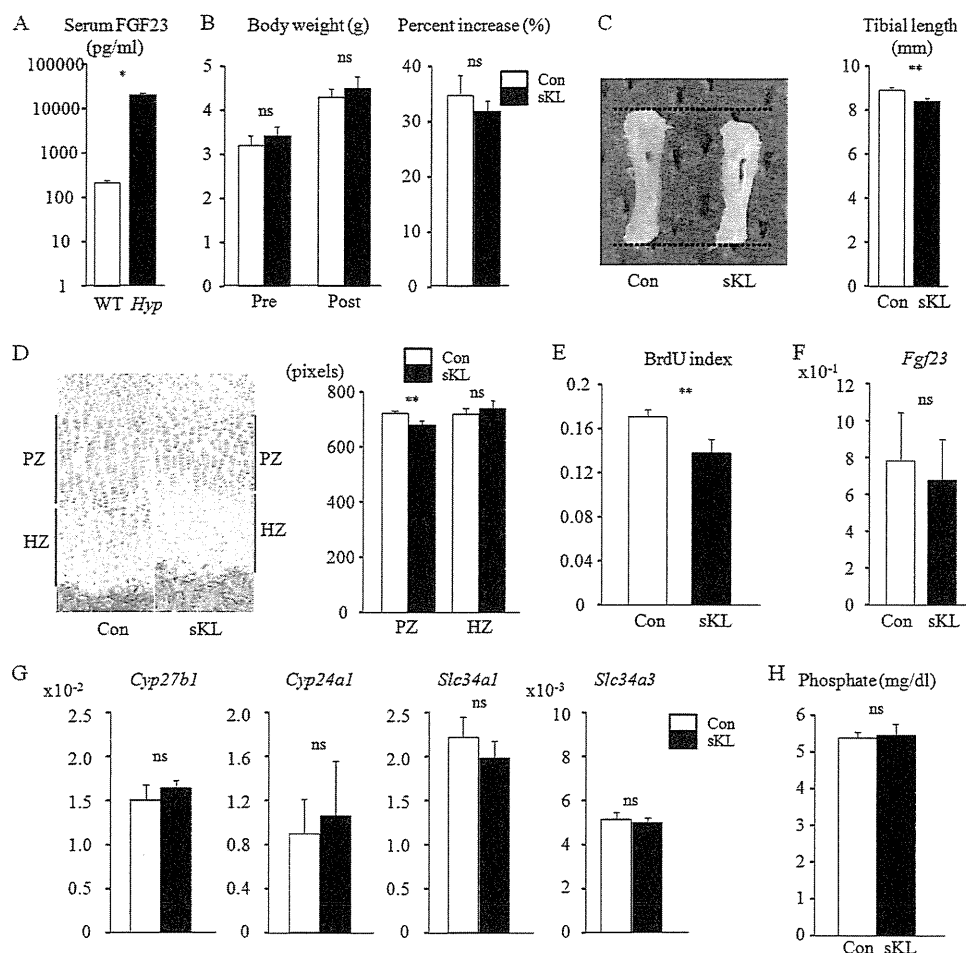 A Serum FGF23 (pg/ml)
100000
10000
1000
100
10
1
*
WT Hyp
B Body weight (g)
5
4
3
2
1
0
ns
ns
Pre Post
Percent increase (%)
40
35
30
25
20
15
10
5
0
ns
Con
sKL
C
Con sKL
Tibial length (mm)
10
8
6
4
2
0
**
Con sKL
D
PZ
HZ
PZ
HZ
Con sKL
(pixels)
800
600
400
200
0
Con
sKL
**
ns
PZ HZ
E BrdU index
0.2
0.16
0.12
0.08
0.04
0
**
Con sKL
F Fgf23
x10-1
12
10
8
6
4
2
0
ns
Con sKL
G
x10-2
Cyp27b1
2.5
2.0
1.5
1.0
0.5
0
ns
Cyp24a1
2.0
1.6
1.2
0.8
0.4
0
ns
Slc34a1
2.5
2.0
1.5
1.0
0.5
0
ns
x10-3
Slc34a3
10
8
6
4
2
0
ns
Con
sKL
H Phosphate (mg/dl)
6
5
4
3
2
1
0
ns
Con sKL